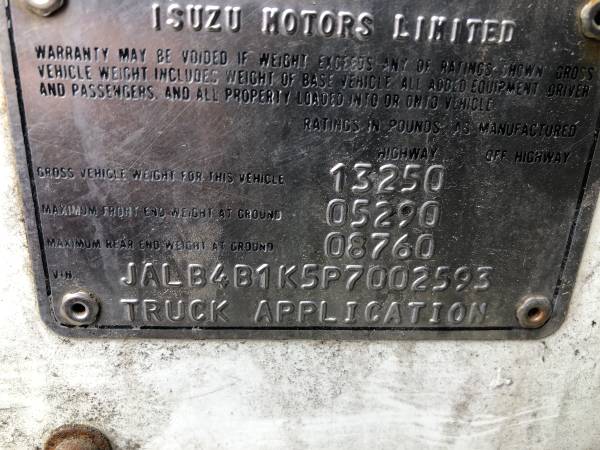 ISUZU MOTORS LIMITED
WARRANTY MAY BE VOIDED IF WEIGHT EXCEEDS ANY OF RATINGS SHOWN GROSS
VEHICLE WEIGHT INCLUDES WEIGHT OF BASE VEHICLE, ALL ADDED EQUIPMENT, DRIVER
AND PASSENGERS, AND ALL PROPERTY LOADED INTO OR ONTO VEHICLE
RATINGS IN POUNDS AS MANUFACTURED
HIGHWAY OFF HIGHWAY
GROSS VEHICLE WEIGHT FOR THIS VEHICLE 13250
MAXIMUM FRONT END WEIGHT AT GROUND 05290
MAXIMUM REAR END WEIGHT AT GROUND 08760
VIN. JALB4B1K5P7002593
TRUCK APPLICATION